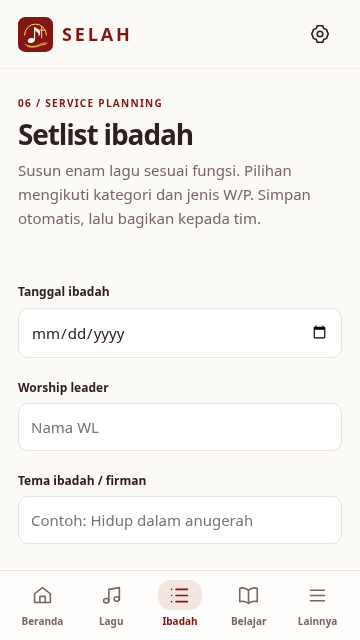 SELAH
06 / SERVICE PLANNING
Setlist ibadah
Susun enam lagu sesuai fungsi. Pilihan
mengikuti kategori dan jenis W/P. Simpan
otomatis, lalu bagikan kepada tim.
Tanggal ibadah
mm/dd/yyyy
Worship leader
Nama WL
Tema ibadah / firman
Contoh: Hidup dalam anugerah
Beranda Lagu Ibadah Belajar Lainnya